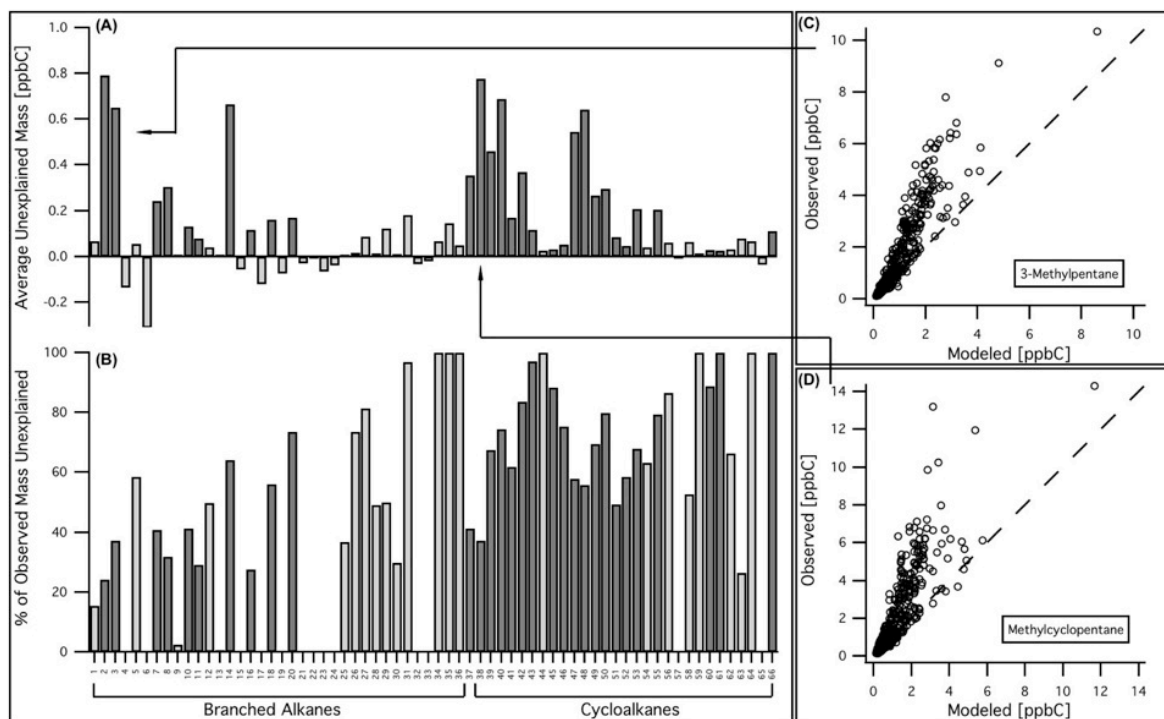 (A)
Average Unexplained Mass [ppbC]
1.0
0.8
0.6
0.4
0.2
0.0
-0.2
(B)
% of Observed Mass Unexplained
100
80
60
40
20
0
1 2 3 4 5 6 7 8 9 10 11 12 13 14 15 16 17 18 19 20 21 22 23 24 25 26 27 28 29 30 31 32 33 34 35 36 37 38 39 40 41 42 43 44 45 46 47 48 49 50 51 52 53 54 55 56 57 58 59 60 61 62 63 64 65 66
Branched Alkanes Cycloalkanes
(C)
Observed [ppbC]
10
8
6
4
2
0
3-Methylpentane
0 2 4 6 8 10
Modeled [ppbC]
(D)
Observed [ppbC]
14
12
10
8
6
4
2
0
Methylcyclopentane
0 2 4 6 8 10 12 14
Modeled [ppbC]